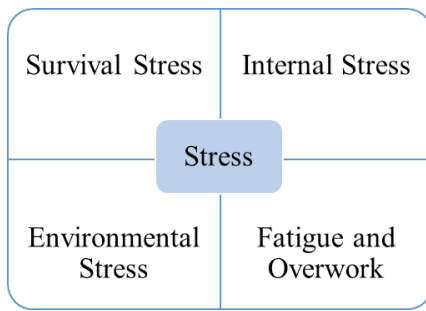 Survival Stress
Internal Stress
Stress
Environmental
Stress
Fatigue and
Overwork